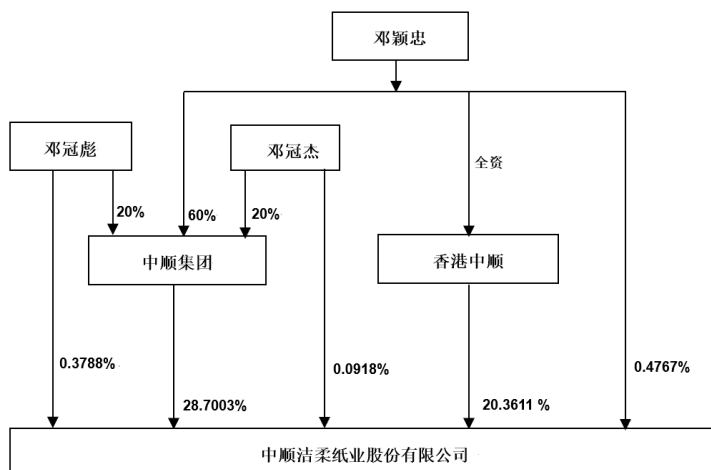 邓颖忠
邓冠彪
邓冠杰
全资
20%
60%
20%
中顺集团
香港中顺
0.3788%
0.0918%
0.4767%
28.7003%
20.3611 %
中顺洁柔纸业股份有限公司